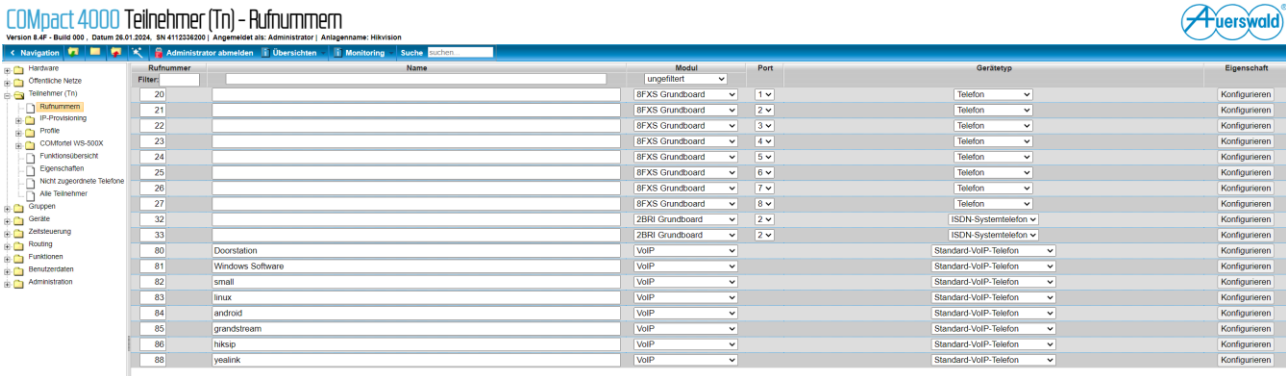 COMpact 4000 Teilnehmer (Tn) - Rufnummern
Version 8.4F - Build 000 , Datum 26.01.2024, SN 4112336200 | Angemeldet als: Administrator | Anlagenname: Hikvision
Auerswald
< Navigation Administrator abmelden Übersichten Monitoring Suche suchen...
Hardware
Öffentliche Netze
Teilnehmer (Tn)
Rufnummern
IP-Provisioning
Profile
COMfortel WS-500X
Funktionsübersicht
Eigenschaften
Nicht zugeordnete Telefone
Alle Teilnehmer
Gruppen
Geräte
Zeitsteuerung
Routing
Funktionen
Benutzerdaten
Administration
Rufnummer Name Modul Port Gerätetyp Eigenschaft
Filter: ungefiltert
20 8FXS Grundboard 1 Telefon Konfigurieren
21 8FXS Grundboard 2 Telefon Konfigurieren
22 8FXS Grundboard 3 Telefon Konfigurieren
23 8FXS Grundboard 4 Telefon Konfigurieren
24 8FXS Grundboard 5 Telefon Konfigurieren
25 8FXS Grundboard 6 Telefon Konfigurieren
26 8FXS Grundboard 7 Telefon Konfigurieren
27 8FXS Grundboard 8 Telefon Konfigurieren
32 2BRI Grundboard 2 ISDN-Systemtelefon Konfigurieren
33 2BRI Grundboard 2 ISDN-Systemtelefon Konfigurieren
80 Doorstation VoIP Standard-VoIP-Telefon Konfigurieren
81 Windows Software VoIP Standard-VoIP-Telefon Konfigurieren
82 small VoIP Standard-VoIP-Telefon Konfigurieren
83 linux VoIP Standard-VoIP-Telefon Konfigurieren
84 android VoIP Standard-VoIP-Telefon Konfigurieren
85 grandstream VoIP Standard-VoIP-Telefon Konfigurieren
86 hiksip VoIP Standard-VoIP-Telefon Konfigurieren
88 yealink VoIP Standard-VoIP-Telefon Konfigurieren